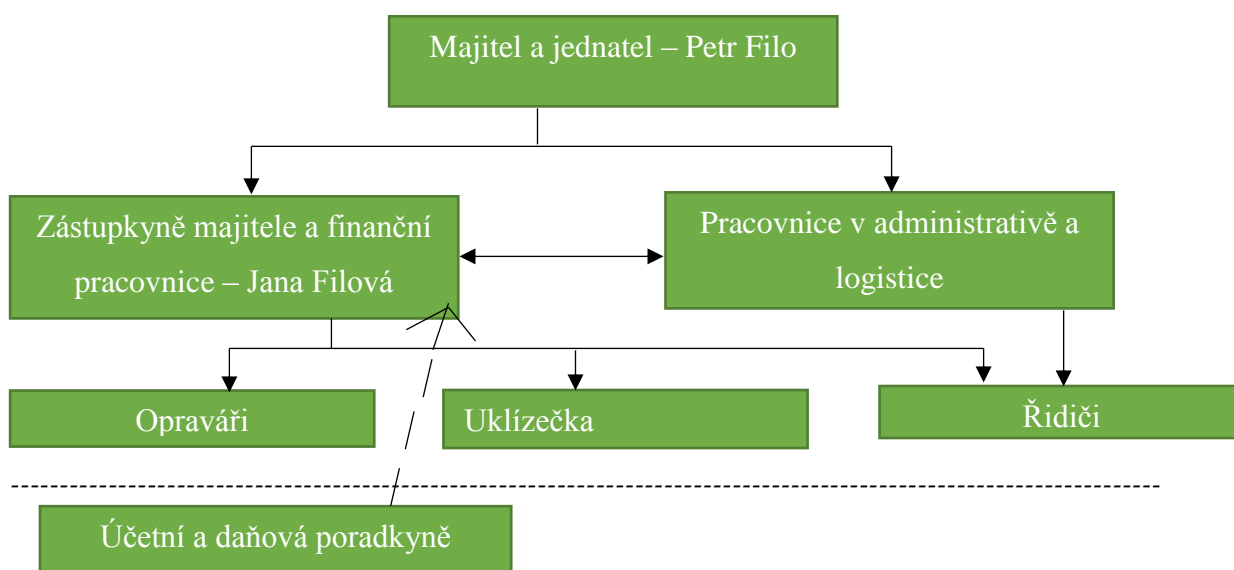 Majitel a jednatel – Petr Filo
Zástupkyně majitele a finanční
pracovnice – Jana Filová
Pracovnice v administrativě a
logistice
Opraváři
Uklízečka
Řidiči
Účetní a daňová poradkyně